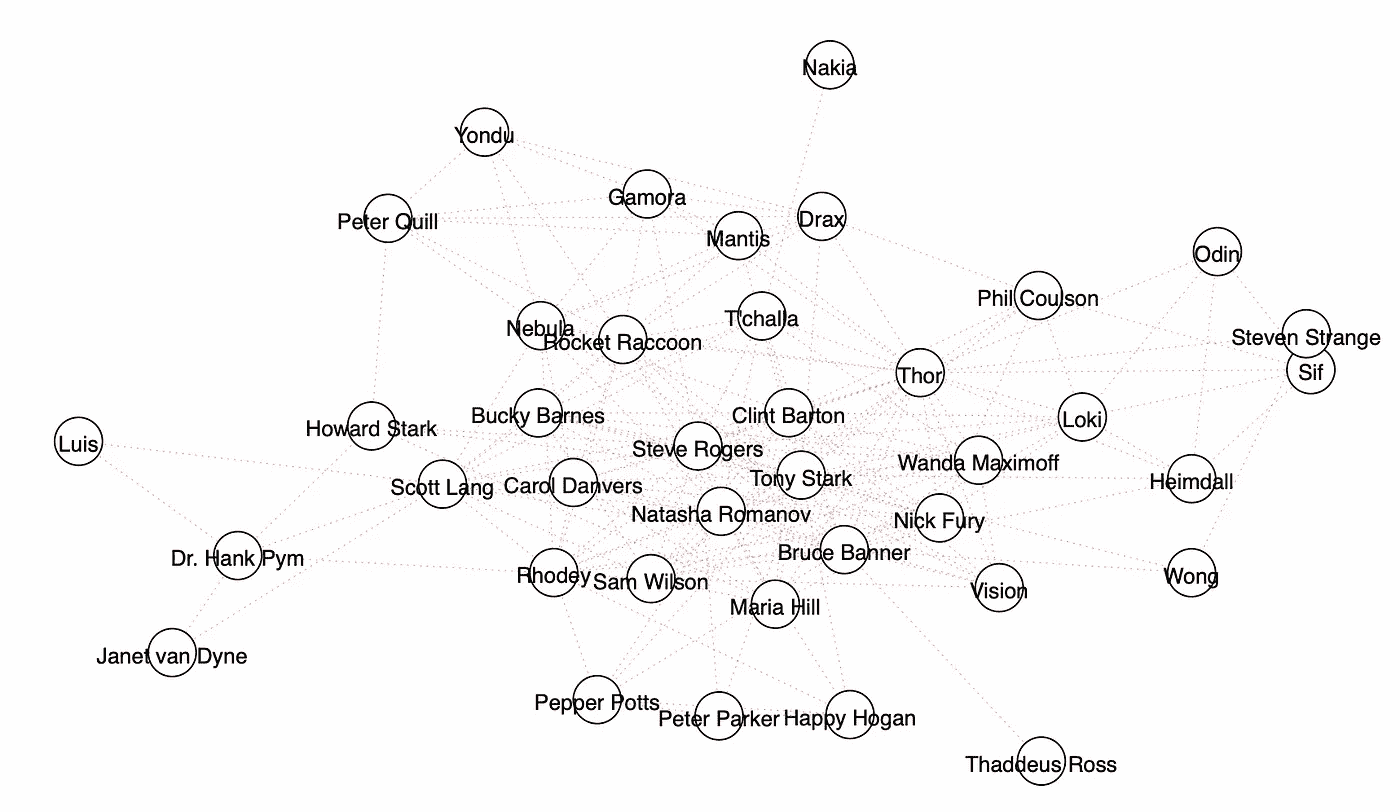 Nakia
Yondu
Gamora
Peter Quill
Drax
Mantis
Odin
Phil Coulson
T'challa
Nebula
Rocket Raccoon
Steven Strange
Thor
Sif
Bucky Barnes
Clint Barton
Loki
Howard Stark
Luis
Steve Rogers
Wanda Maximoff
Tony Stark
Heimdall
Scott Lang
Carol Danvers
Natasha Romanov
Nick Fury
Bruce Banner
Dr. Hank Pym
Rhodey
Sam Wilson
Wong
Vision
Maria Hill
Janet van Dyne
Pepper Potts
Peter Parker
Happy Hogan
Thaddeus Ross